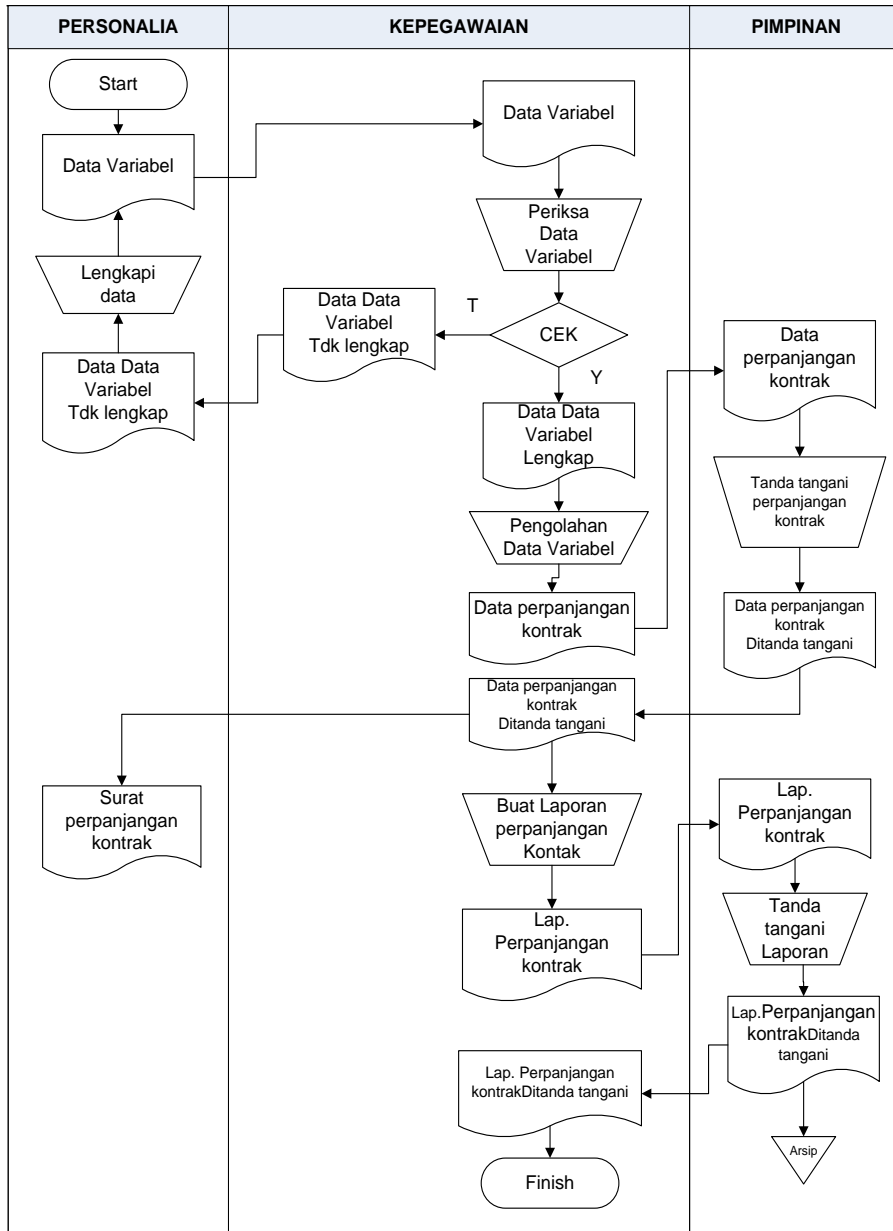 PERSONALIA
KEPEGAWAIAN
PIMPINAN
Start
Data Variabel
Lengkapi
data
Data Data
Variabel
Tdk lengkap
Surat
perpanjangan
kontrak
Data Variabel
Periksa
Data
Variabel
CEK
T
Y
Data Data
Variabel
Tdk lengkap
Data Data
Variabel
Lengkap
Pengolahan
Data Variabel
Data perpanjangan
kontrak
Data perpanjangan
kontrak
Ditanda tangani
Buat Laporan
perpanjangan
Kontak
Lap.
Perpanjangan
kontrak
Lap. Perpanjangan
kontrakDitanda tangani
Finish
Data
perpanjangan
kontrak
Tanda tangani
perpanjangan
kontrak
Data perpanjangan
kontrak
Ditanda tangani
Lap.
Perpanjangan
kontrak
Tanda
tangani
Laporan
Lap.Perpanjangan
kontrakDitanda
tangani
Arsip